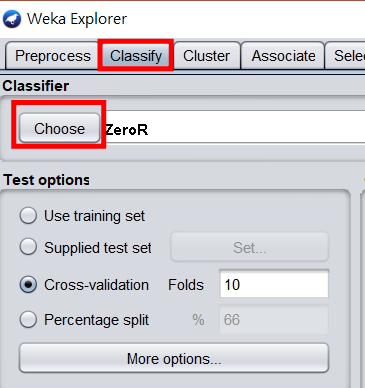 Weka Explorer
Preprocess Classify Cluster Associate Sele
Classifier
Choose ZeroR
Test options
Use training set
Supplied test set Set...
Cross-validation Folds 10
Percentage split % 66
More options...